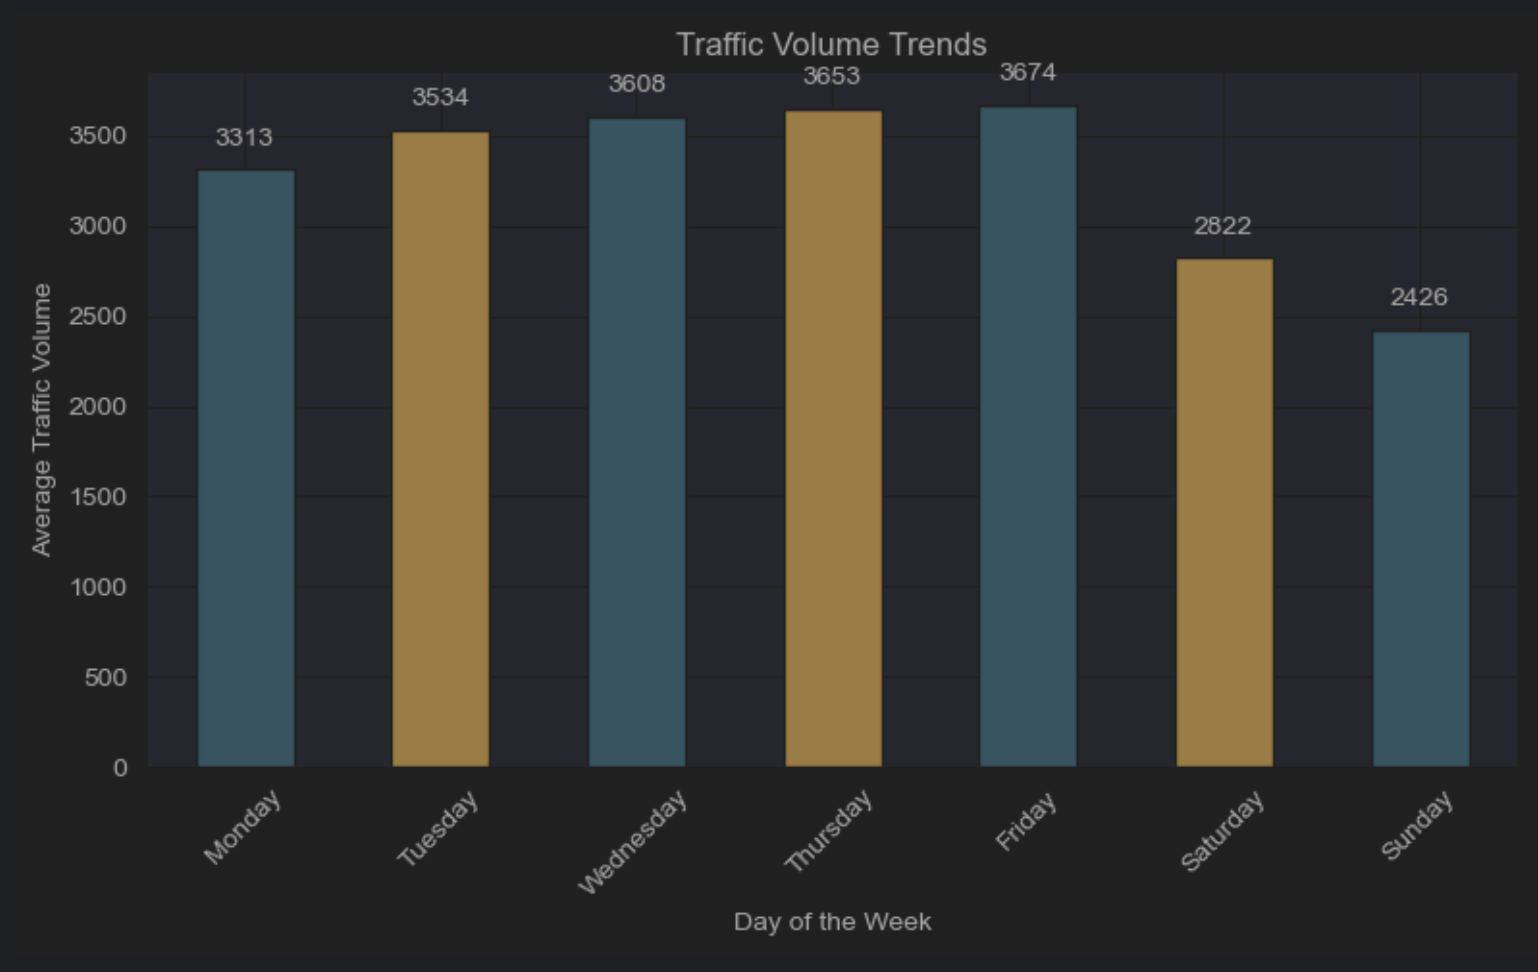 Traffic Volume Trends
3313
3534
3608
3653
3674
2822
2426
3500
3000
2500
2000
1500
1000
500
0
Average Traffic Volume
Monday
Tuesday
Wednesday
Thursday
Friday
Saturday
Sunday
Day of the Week